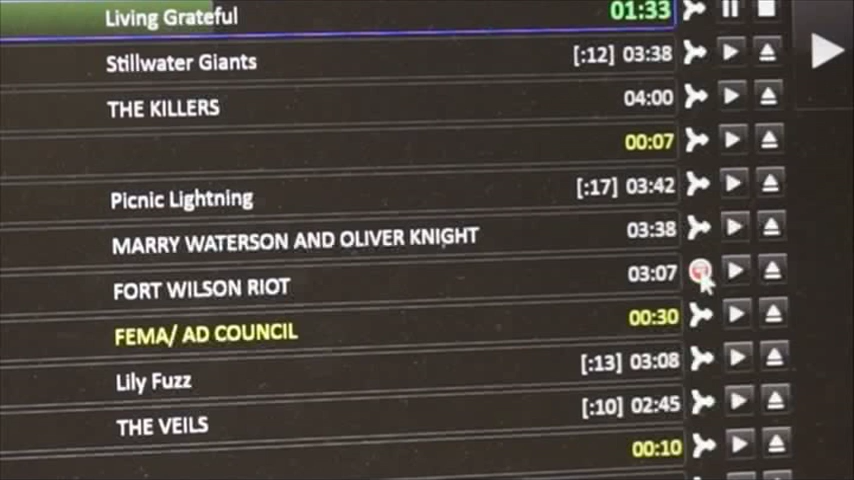 Living Grateful 01:33
Stillwater Giants [:12] 03:38
THE KILLERS 04:00
00:07
Picnic Lightning [:17] 03:42
MARRY WATERSON AND OLIVER KNIGHT 03:38
FORT WILSON RIOT 03:07
FEMA/ AD COUNCIL 00:30
Lily Fuzz [:13] 03:08
THE VEILS [:10] 02:45
00:10